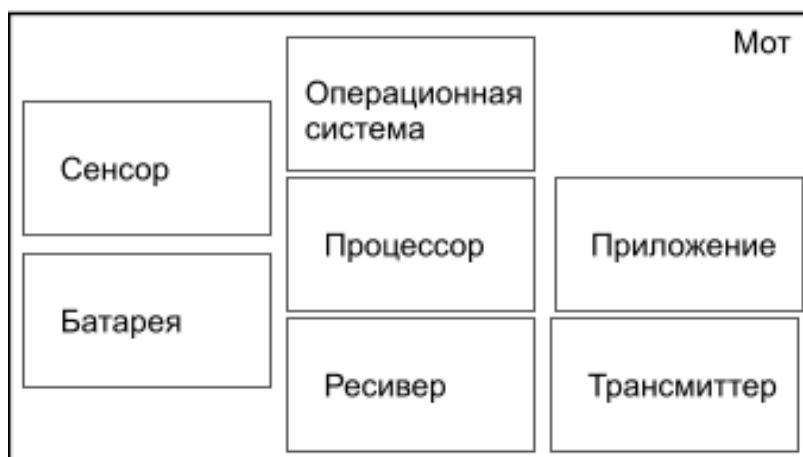 Мот
Операционная
система
Сенсор
Процессор
Приложение
Батарея
Ресивер
Трансмиттер